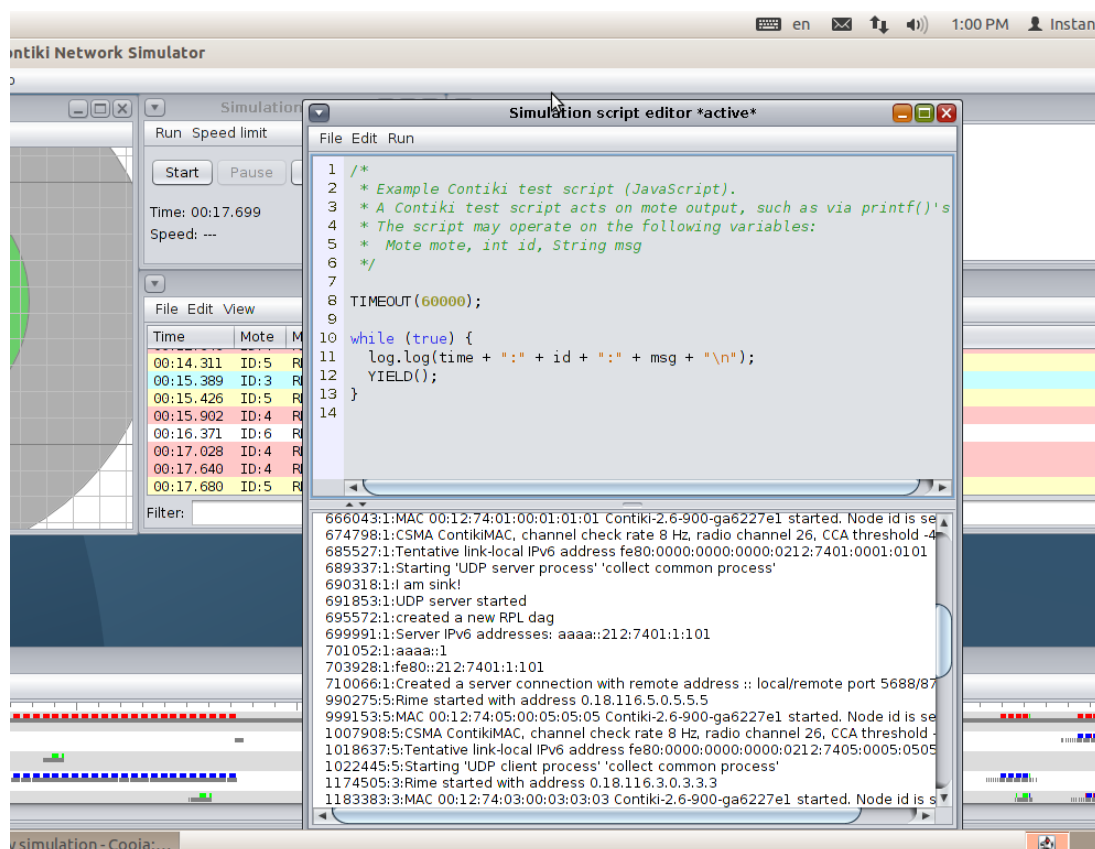 en 1:00 PM Instan
ontiki Network Simulator
Simulation
Run Speed limit
Start Pause
Time: 00:17.699
Speed: ---
File Edit View
Time Mote M
00:14.311 ID:5
00:15.389 ID:3
00:15.426 ID:5
00:15.902 ID:4
00:16.371 ID:6
00:17.028 ID:4
00:17.640 ID:4
00:17.680 ID:5
Filter:
Simulation script editor *active*
File Edit Run
1 /*
2 * Example Contiki test script (JavaScript).
3 * A Contiki test script acts on mote output, such as via printf()'s
4 * The script may operate on the following variables:
5 * Mote mote, int id, String msg
6 */
7
8 TIMEOUT(60000);
9
10 while (true) {
11 log.log(time + ":" + id + ":" + msg + "\n");
12 YIELD();
13 }
14
666043:1:MAC 00:12:74:01:00:01:01:01 Contiki-2.6-900-ga6227e1 started. Node id is se
674798:1:CSMA ContikiMAC, channel check rate 8 Hz, radio channel 26, CCA threshold -4
685527:1:Tentative link-local IPv6 address fe80:0000:0000:0000:0212:7401:0001:0101
689337:1:Starting 'UDP server process' 'collect common process'
690318:1:I am sink!
691853:1:UDP server started
695572:1:created a new RPL dag
699991:1:Server IPv6 addresses: aaaa::212:7401:1:101
701052:1:aaaa::1
703928:1:fe80::212:7401:1:101
710066:1:Created a server connection with remote address :: local/remote port 5688/87
990275:5:Rime started with address 0.18.116.5.0.5.5.5
999153:5:MAC 00:12:74:05:00:05:05:05 Contiki-2.6-900-ga6227e1 started. Node id is se
1007908:5:CSMA ContikiMAC, channel check rate 8 Hz, radio channel 26, CCA threshold -
1018637:5:Tentative link-local IPv6 address fe80:0000:0000:0000:0212:7405:0005:0505
1022445:5:Starting 'UDP client process' 'collect common process'
1174505:3:Rime started with address 0.18.116.3.0.3.3.3
1183383:3:MAC 00:12:74:03:00:03:03:03 Contiki-2.6-900-ga6227e1 started. Node id is s
simulation - Cooja:...